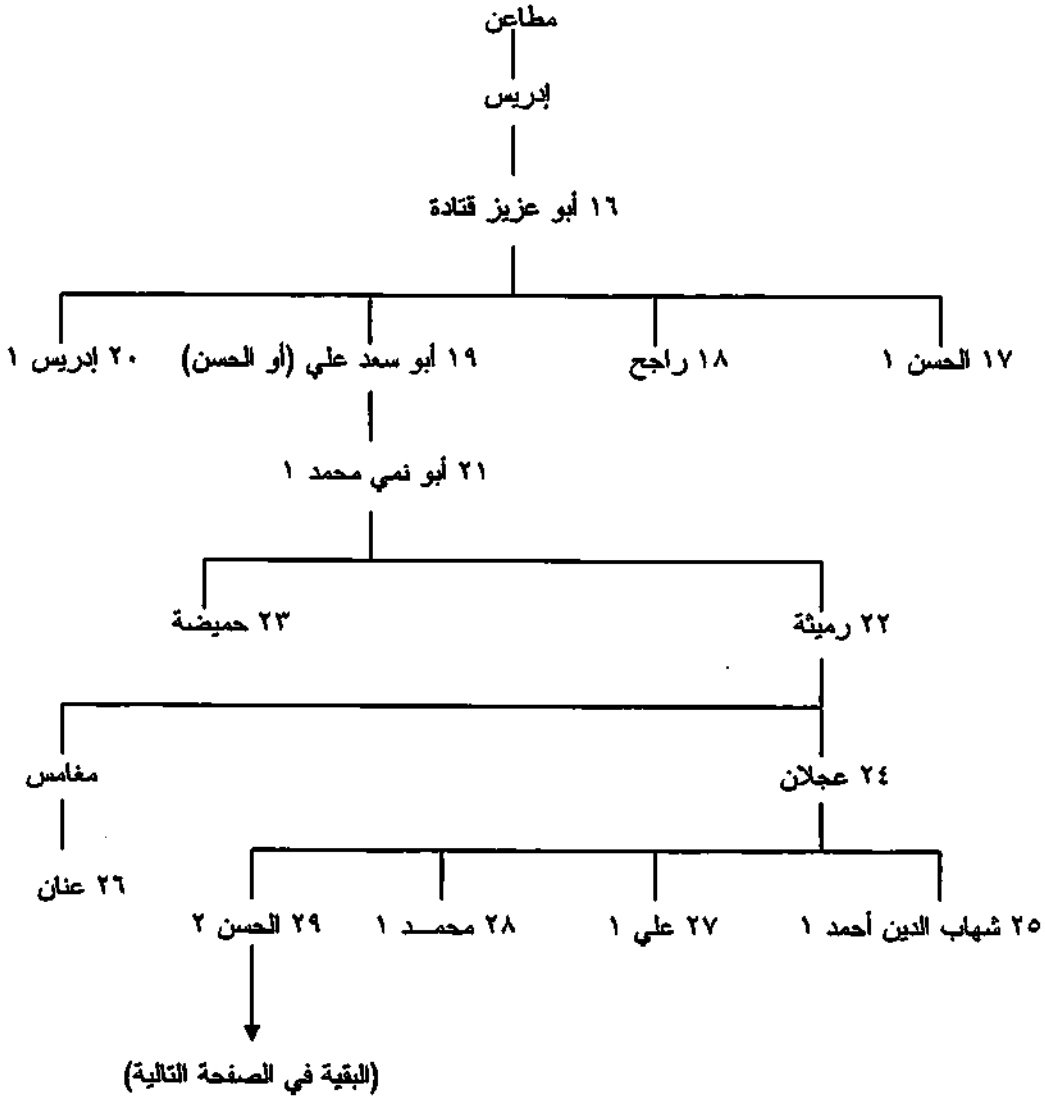 مطاعن
إدريس
١٦ أبو عزيز قتادة
١٧ الحسن ١
١٨ راجح
١٩ أبو سعد علي (أو الحسن)
٢٠ إدريس ١
٢١ أبو نمي محمد ١
٢٢ رميثة
٢٣ حميضة
٢٤ عجلان
مغامس
٢٥ شهاب الدين أحمد ١
٢٧ علي ١
٢٨ محمــد ١
٢٩ الحسن ٢
٢٦ عنان
(البقية في الصفحة التالية)